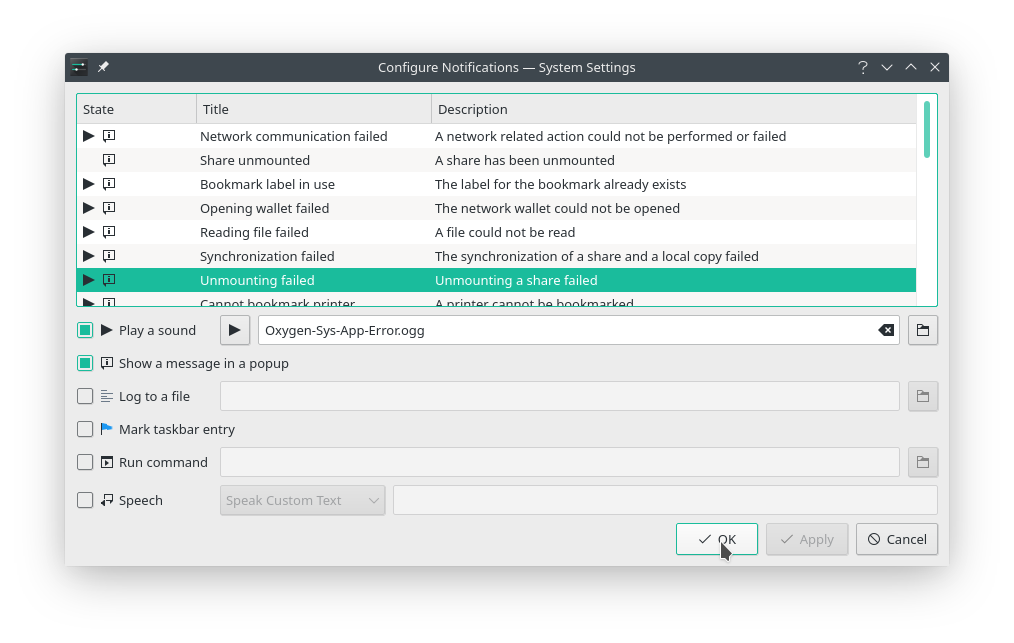 Configure Notifications — System Settings
State Title Description
Network communication failed A network related action could not be performed or failed
Share unmounted A share has been unmounted
Bookmark label in use The label for the bookmark already exists
Opening wallet failed The network wallet could not be opened
Reading file failed A file could not be read
Synchronization failed The synchronization of a share and a local copy failed
Unmounting failed Unmounting a share failed
Cannot bookmark printer A printer cannot be bookmarked
Play a sound Oxygen-Sys-App-Error.ogg
Show a message in a popup
Log to a file
Mark taskbar entry
Run command
Speech Speak Custom Text
OK Apply Cancel